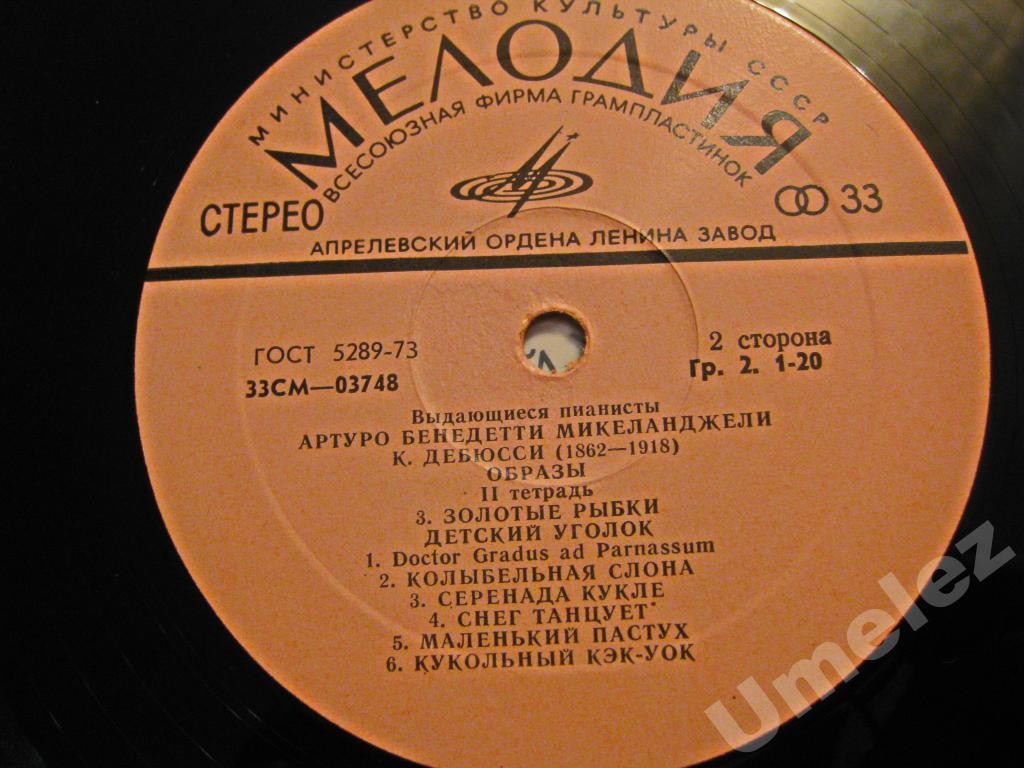 МИНИСТЕРСТВО КУЛЬТУРЫ СССР
МЕЛОДИЯ
ВСЕСОЮЗНАЯ ФИРМА ГРАМПЛАСТИНОК
СТЕРЕО
33
АПРЕЛЕВСКИЙ ОРДЕНА ЛЕНИНА ЗАВОД
ГОСТ 5289-73
2 сторона
33СМ—03748
Гр. 2. 1-20
Выдающиеся пианисты
АРТУРО БЕНЕДЕТТИ МИКЕЛАНДЖЕЛИ
К. ДЕБЮССИ (1862—1918)
ОБРАЗЫ
II тетрадь
3. ЗОЛОТЫЕ РЫБКИ
ДЕТСКИЙ УГОЛОК
1. Doctor Gradus ad Parnassum
2. КОЛЫБЕЛЬНАЯ СЛОНА
3. СЕРЕНАДА КУКЛЕ
4. СНЕГ ТАНЦУЕТ
5. МАЛЕНЬКИЙ ПАСТУХ
6. КУКОЛЬНЫЙ КЭК-УОК
Umelez